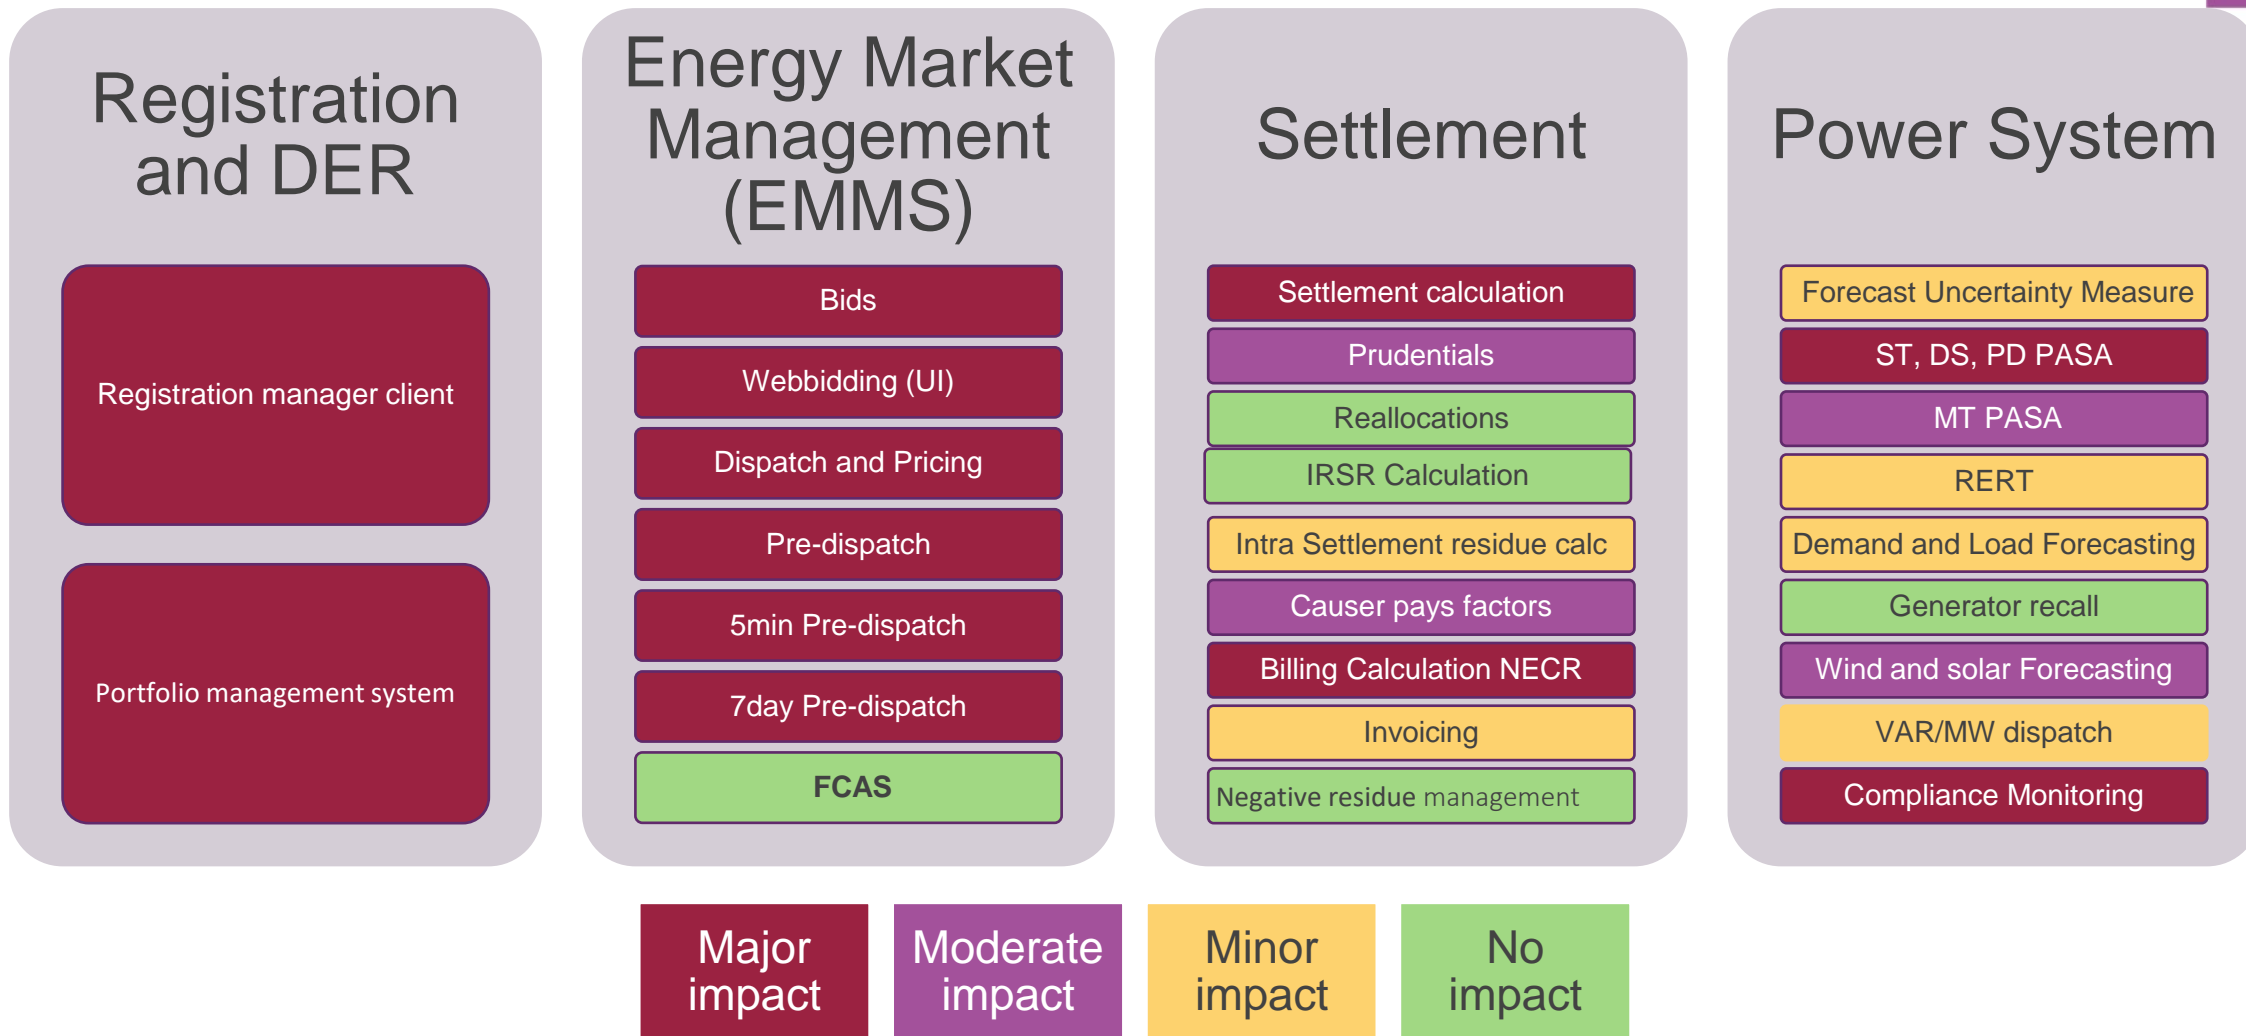 Registration
and DER
Registration manager client
Portfolio management system
Energy Market
Management
(EMMS)
Bids
Webbidding (UI)
Dispatch and Pricing
Pre-dispatch
5min Pre-dispatch
7day Pre-dispatch
FCAS
Settlement
Settlement calculation
Prudentials
Reallocations
IRSR Calculation
Intra Settlement residue calc
Causer pays factors
Billing Calculation NECR
Invoicing
Negative residue management
Power System
Forecast Uncertainty Measure
ST, DS, PD PASA
MT PASA
RERT
Demand and Load Forecasting
Generator recall
Wind and solar Forecasting
VAR/MW dispatch
Compliance Monitoring
Major
impact
Moderate
impact
Minor
impact
No
impact